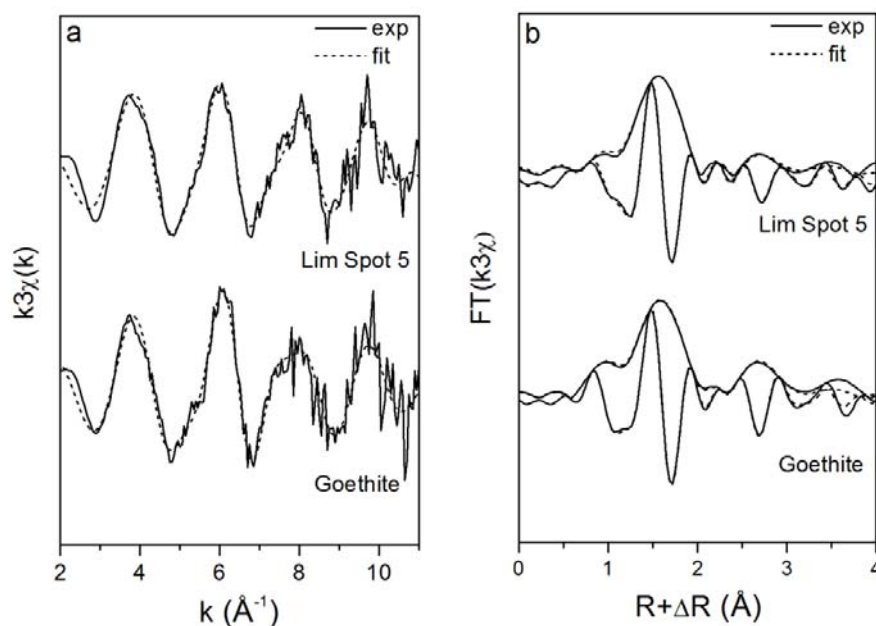 a
exp
fit
Lim Spot 5
Goethite
k3χ(k)
2 4 6 8 10
k (Å-1)
b
exp
fit
Lim Spot 5
Goethite
FT(k3χ)
0 1 2 3 4
R+ΔR (Å)